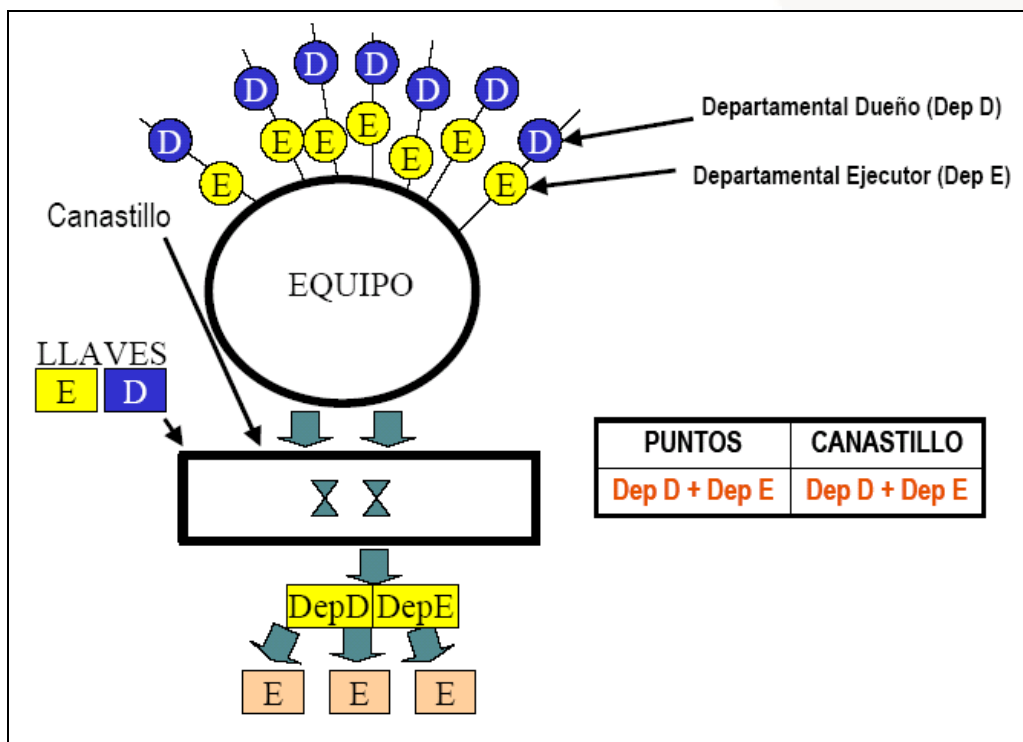 D
D
D
D
D
D
D
E
E
E
E
E
E
E
Departamental Dueño (Dep D)
Departamental Ejecutor (Dep E)
Canastillo
EQUIPO
LLAVES
E D
PUNTOS CANASTILLO
Dep D + Dep E Dep D + Dep E
DepD DepE
E E E